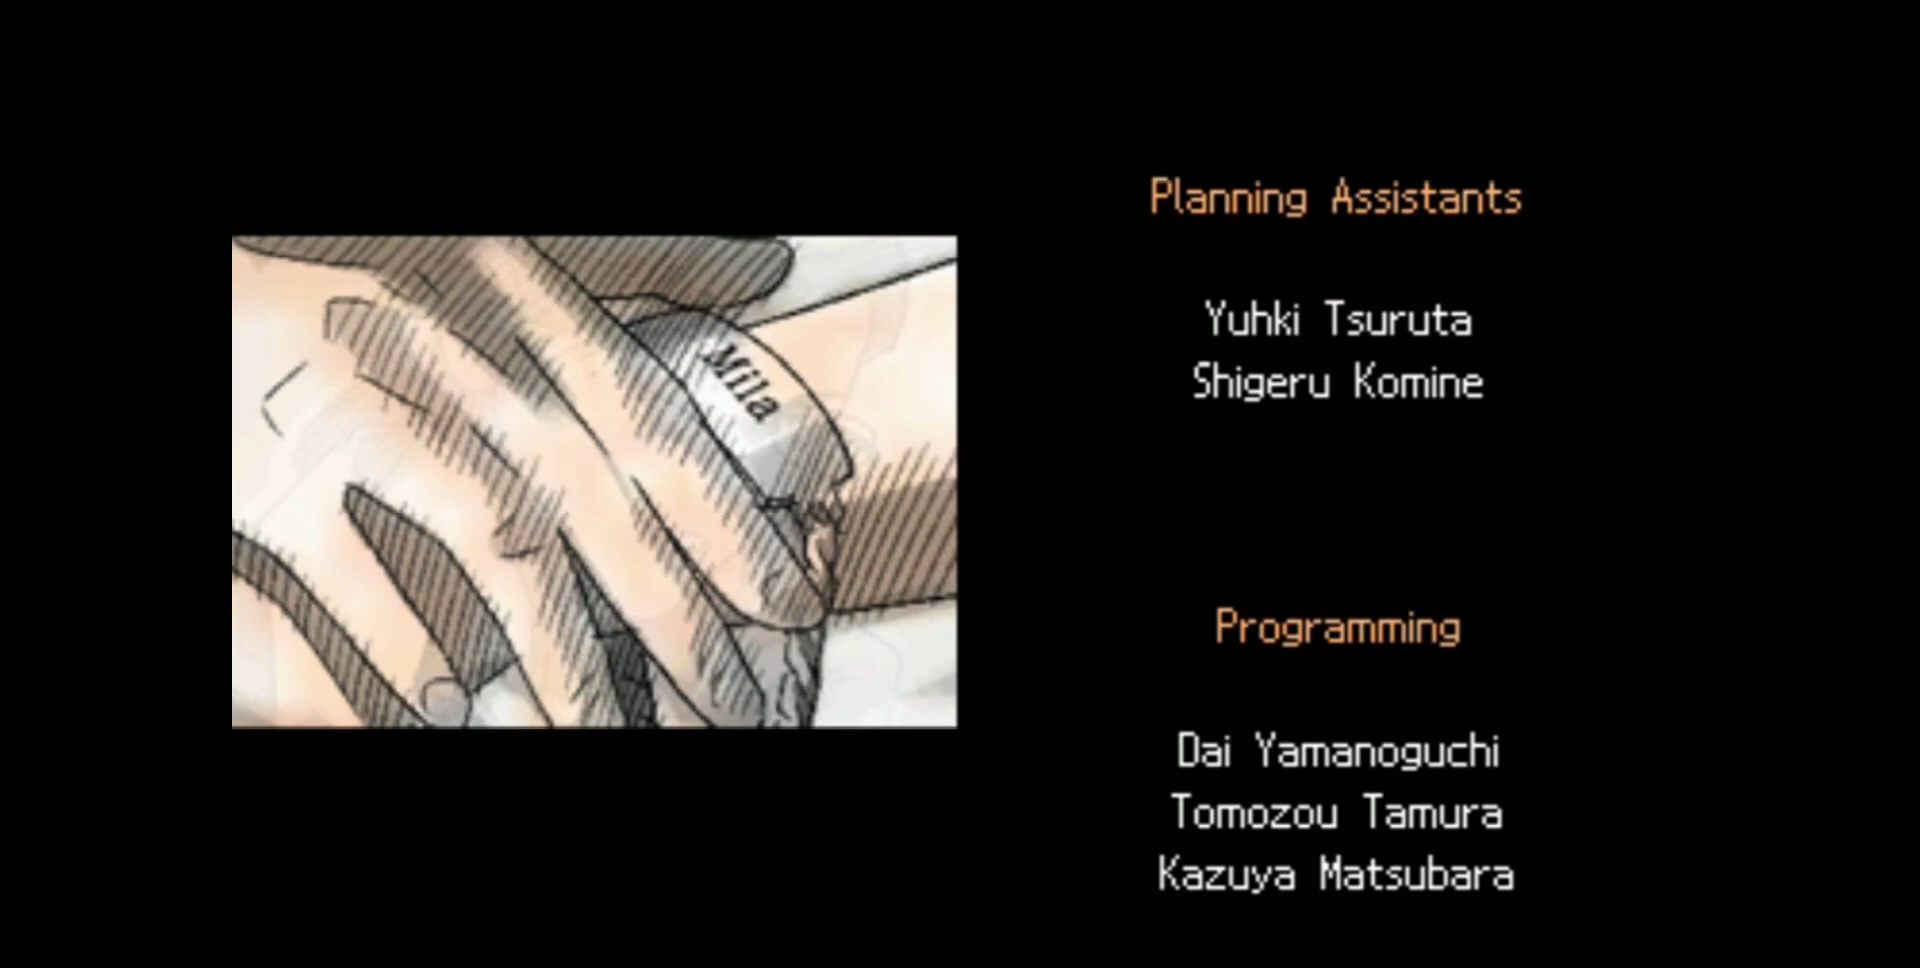 Mila
Planning Assistants
Yuhki Tsuruta
Shigeru Komine
Programming
Dai Yamanoguchi
Tomozou Tamura
Kazuya Matsubara